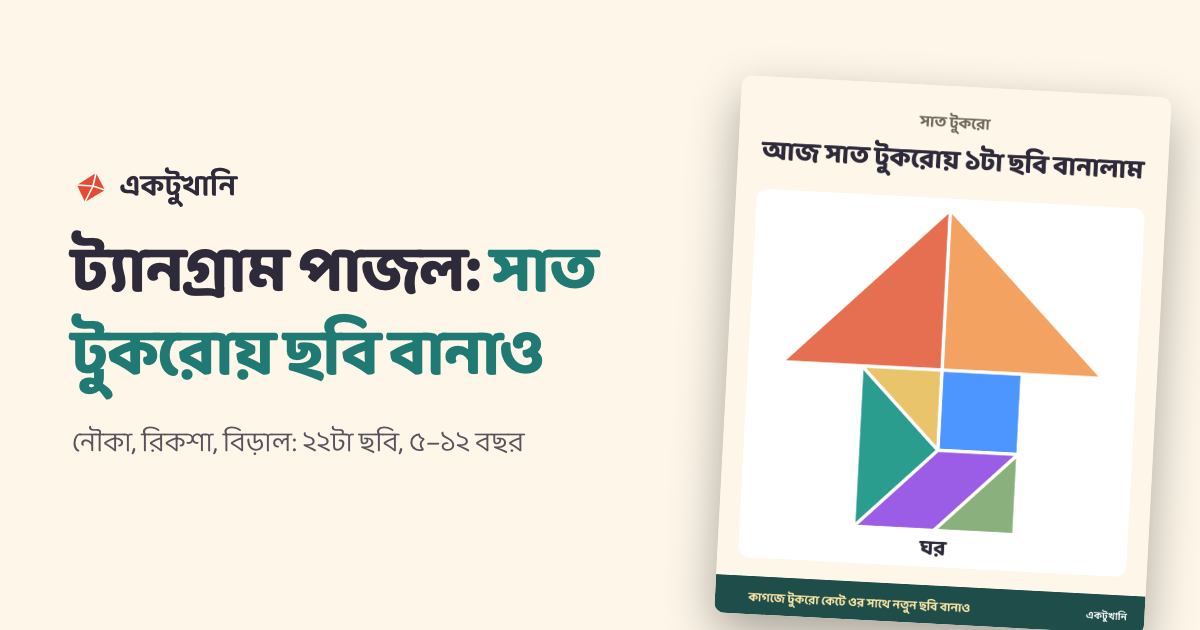 একটুখানি
ট্যানগ্রাম পাজল: সাত
টুকরোয় ছবি বানাও
নৌকা, রিকশা, বিড়াল: ২২টা ছবি, ৫–১২ বছর
সাত টুকরো
আজ সাত টুকরোয় ১টা ছবি বানালাম
ঘর
কাগজে টুকরো কেটে ওর সাথে নতুন ছবি বানাও
একটুখানি